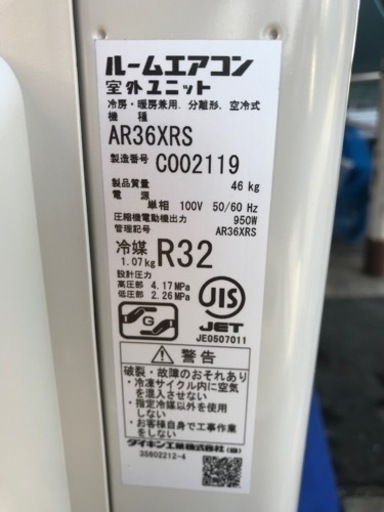 ルームエアコン
室外ユニット
冷房・暖房兼用, 分離形, 空冷式
機種
AR36XRS
製造番号 C002119
製品質量 46 kg
電源
単相 100V 50/60 Hz
圧縮機電動機出力 950W
管理記号 AR36XRS
冷媒 R32
1.07kg
設計圧力
高圧部 4.17 MPa
低圧部 2.26 MPa
G
JIS
JET
JE0507011
警告
破裂・故障のおそれあり
・冷凍サイクル内に空気
を混入させない
・指定冷媒以外を使用
しない
・お客様自身で工事作業
をしない
ダイキン工業株式会社(製)
3S602212-4